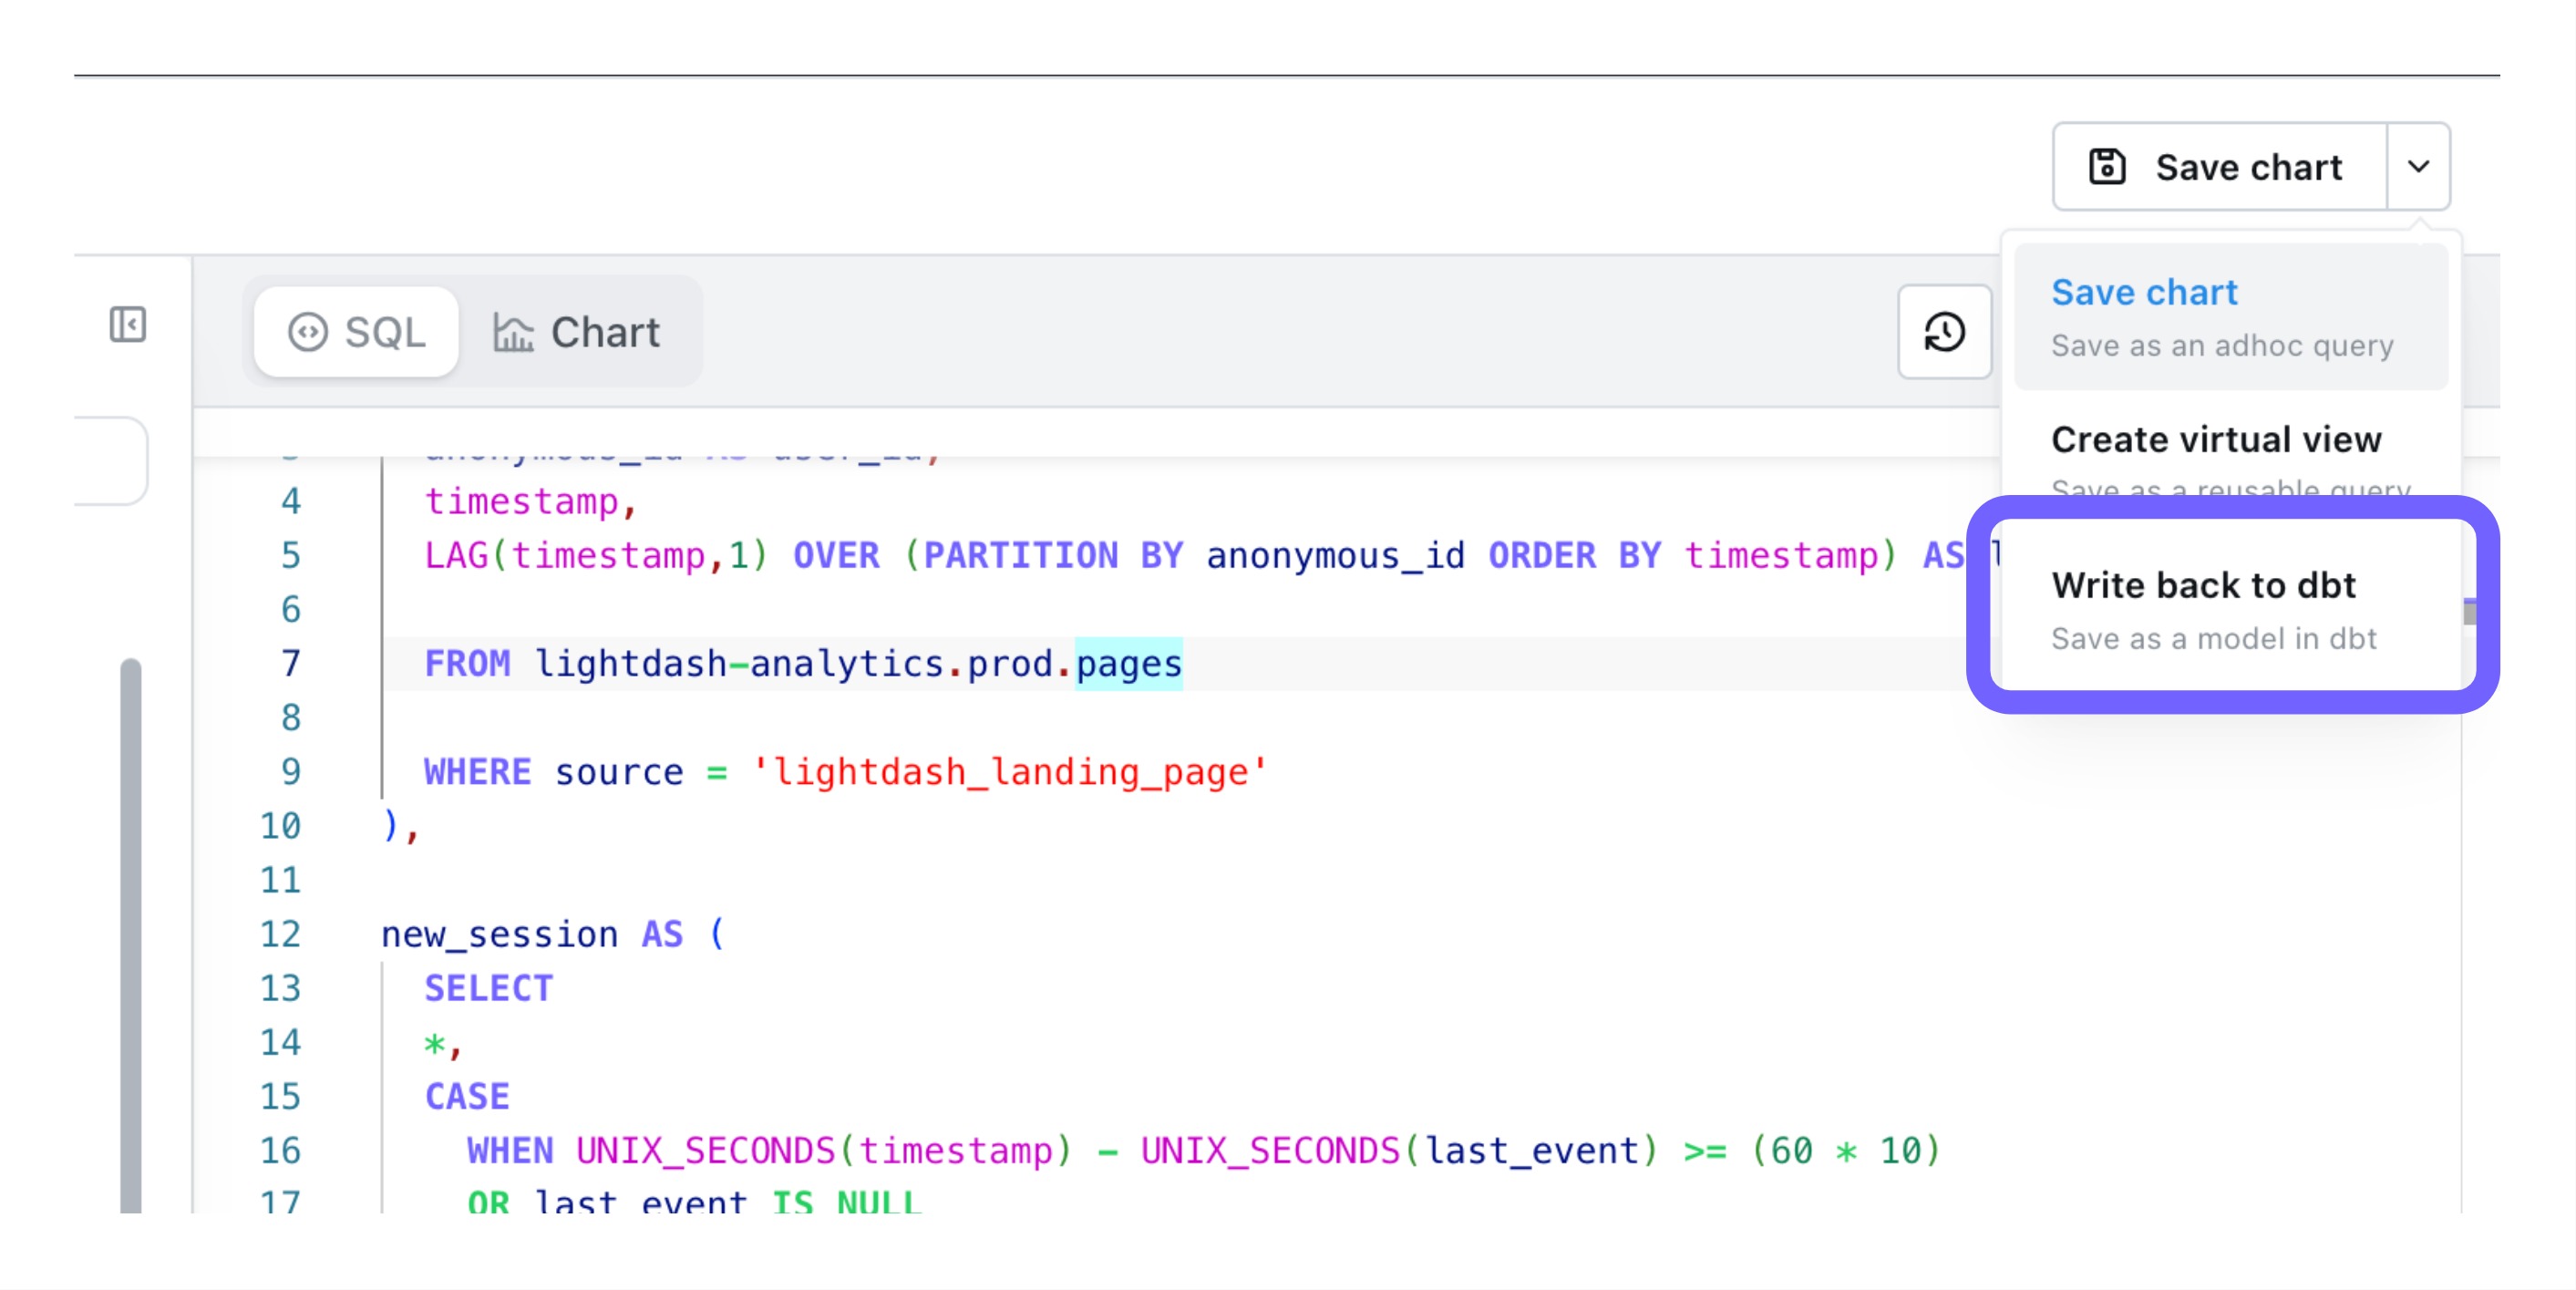 Save chart
Save chart
Save as an adhoc query
SQL
Chart
Create virtual view
Save as a reusable query
anonymous_id AS user_id,
4 timestamp,
5 LAG(timestamp,1) OVER (PARTITION BY anonymous_id ORDER BY timestamp) AS
Write back to dbt
Save as a model in dbt
6
7 FROM lightdash-analytics.prod.pages
8
9 WHERE source = 'lightdash_landing_page'
10 ),
11
12 new_session AS (
13 SELECT
14 *,
15 CASE
16 WHEN UNIX_SECONDS(timestamp) - UNIX_SECONDS(last_event) >= (60 * 10)
17 OR last_event IS NULL